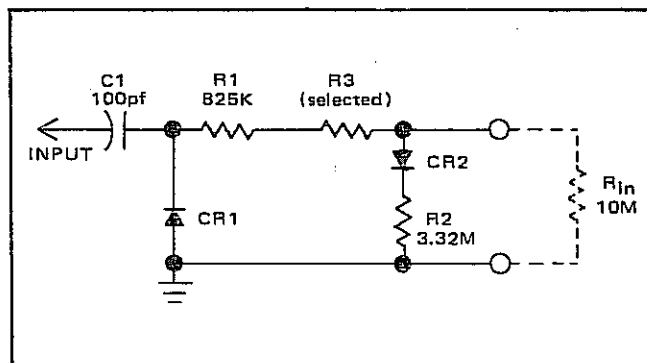 C1
100pf
R1
825K
R3
(selected)
INPUT
CR1
CR2
R2
3.32M
Rin
10M